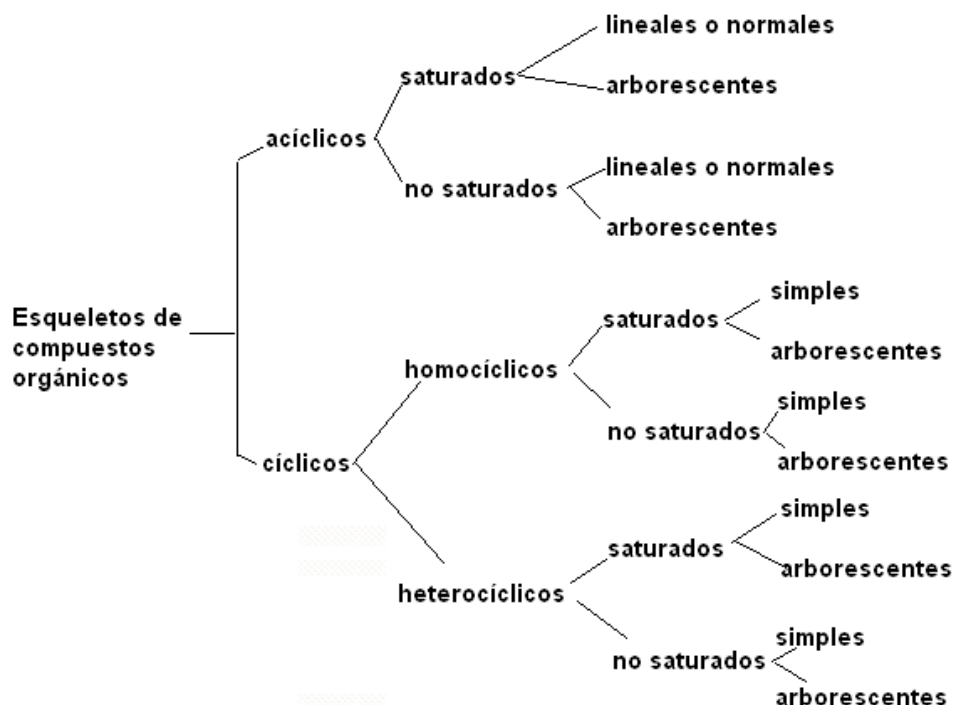 lineales o normales
saturados
arborescentes
acíclicos
lineales o normales
no saturados
arborescentes
Esqueletos de
compuestos
orgánicos
simples
saturados
arborescentes
homocíclicos
simples
no saturados
arborescentes
cíclicos
simples
saturados
arborescentes
heterocíclicos
simples
no saturados
arborescentes